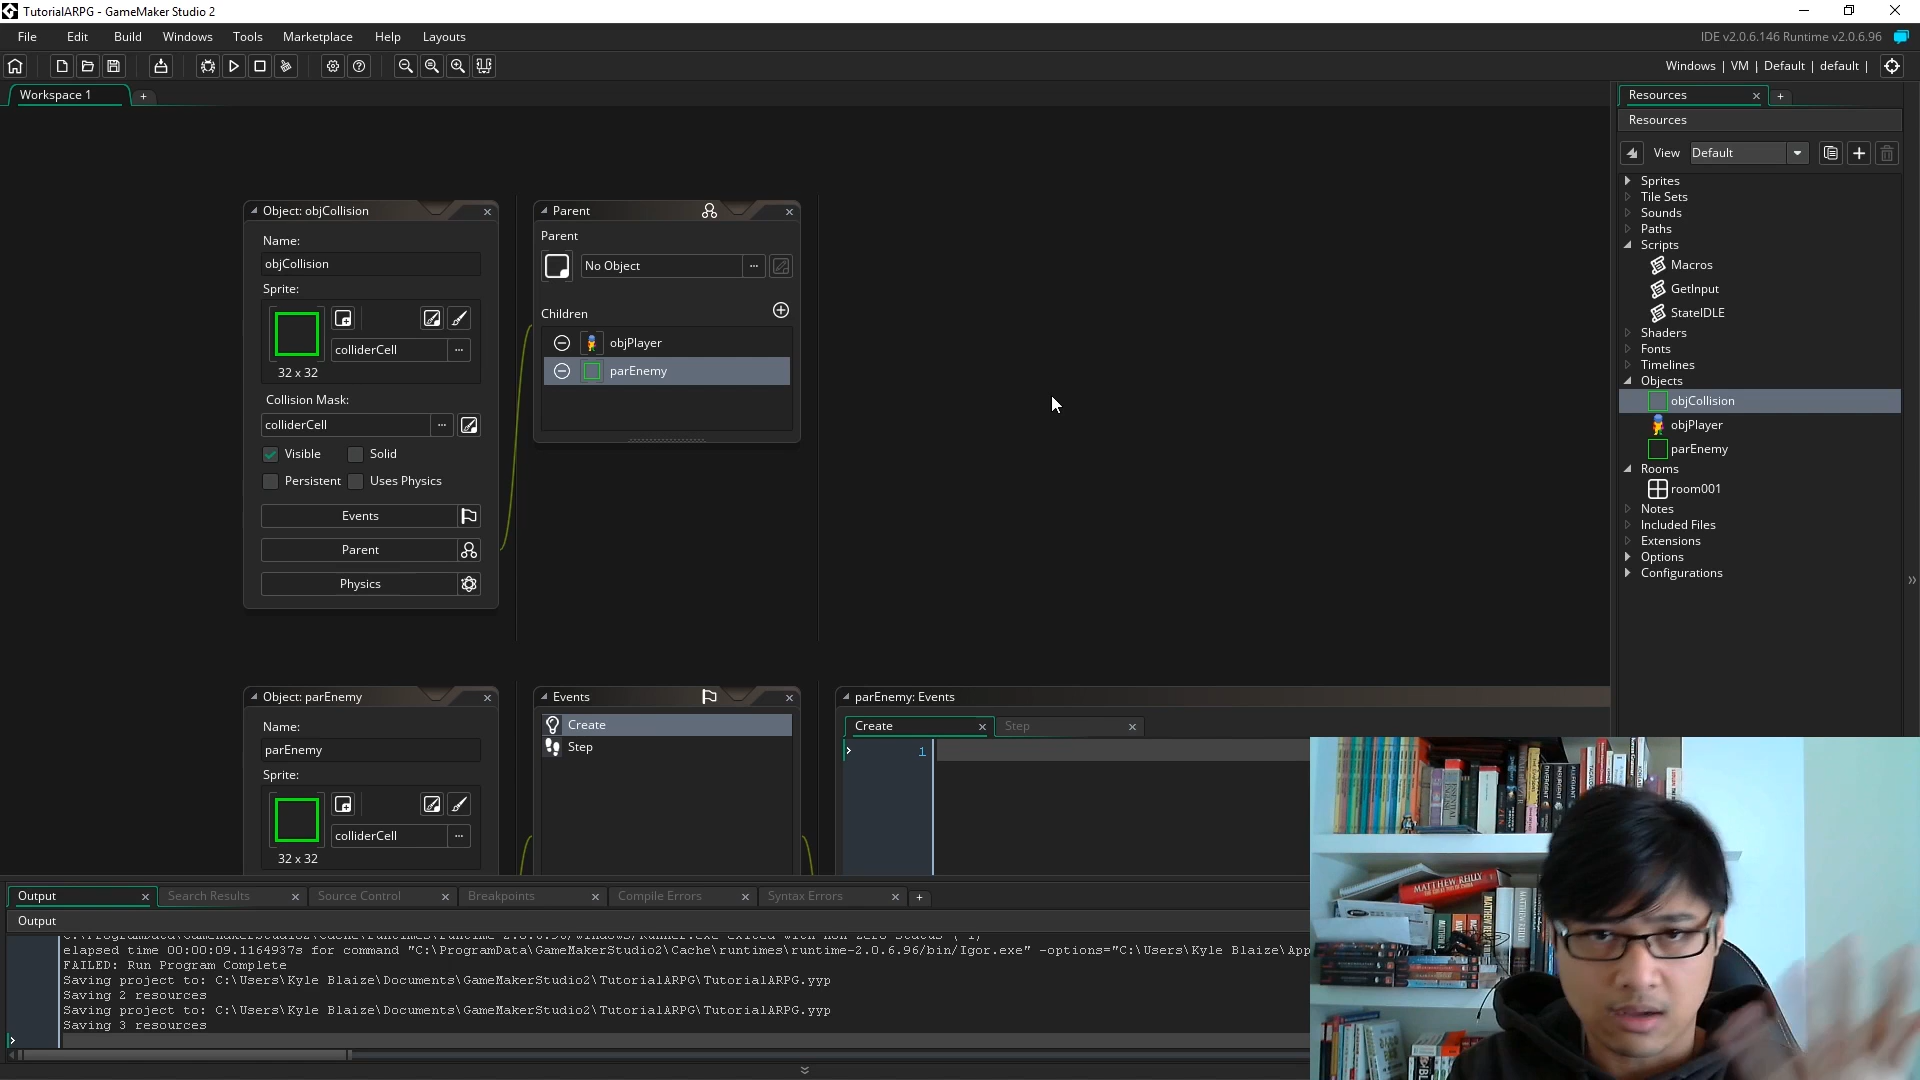 TutorialARPG - GameMaker Studio 2
File Edit Build Windows Tools Marketplace Help Layouts
IDE v2.0.6.146 Runtime v2.0.6.96
Windows | VM | Default | default |
Workspace 1
Resources
Resources
View Default
Sprites
Tile Sets
Sounds
Paths
Scripts
Macros
GetInput
StateIDLE
Shaders
Fonts
Timelines
Objects
objCollision
objPlayer
parEnemy
Rooms
room001
Notes
Included Files
Extensions
Options
Configurations
Object: objCollision
Name:
objCollision
Sprite:
colliderCell
32 x 32
Collision Mask:
colliderCell
Visible Solid
Persistent Uses Physics
Events
Parent
Physics
Parent
Parent
No Object
Children
objPlayer
parEnemy
Object: parEnemy
Name:
parEnemy
Sprite:
colliderCell
32 x 32
Events
Create
Step
parEnemy: Events
Create Step
1
Output Search Results Source Control Breakpoints Compile Errors Syntax Errors
Output
elapsed time 00:00:09.1164937s for command "C:\ProgramData\GameMakerStudio2\Cache\runtimes\runtime-2.0.6.96/bin/Igor.exe" -options="C:\Users\Kyle Blaize\App
FAILED: Run Program Complete
Saving project to: C:\Users\Kyle Blaize\Documents\GameMakerStudio2\TutorialARPG\TutorialARPG.yyp
Saving 2 resources
Saving project to: C:\Users\Kyle Blaize\Documents\GameMakerStudio2\TutorialARPG\TutorialARPG.yyp
Saving 3 resources
MATTHEW REILLY